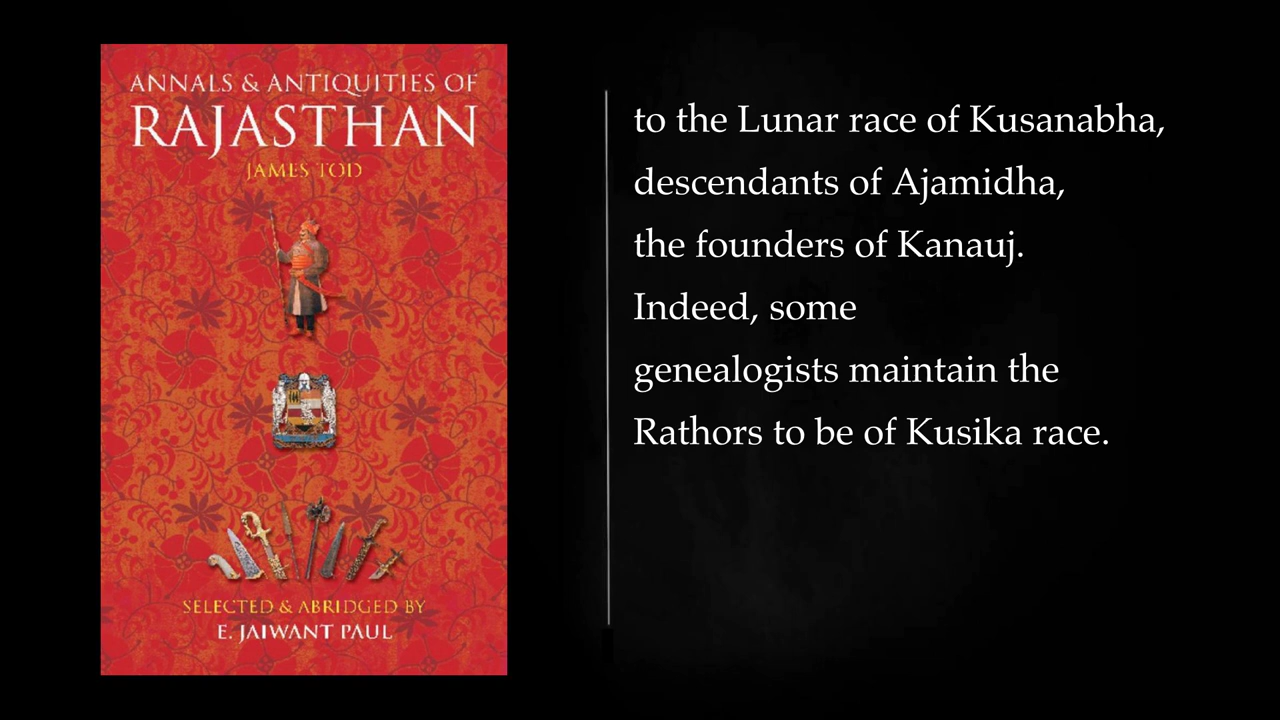 ANNALS & ANTIQUITIES OF
RAJASTHAN
JAMES TOD
SELECTED & ABRIDGED BY
E. JAIWANT PAUL
to the Lunar race of Kusanabha,
descendants of Ajamidha,
the founders of Kanauj.
Indeed, some
genealogists maintain the
Rathors to be of Kusika race.